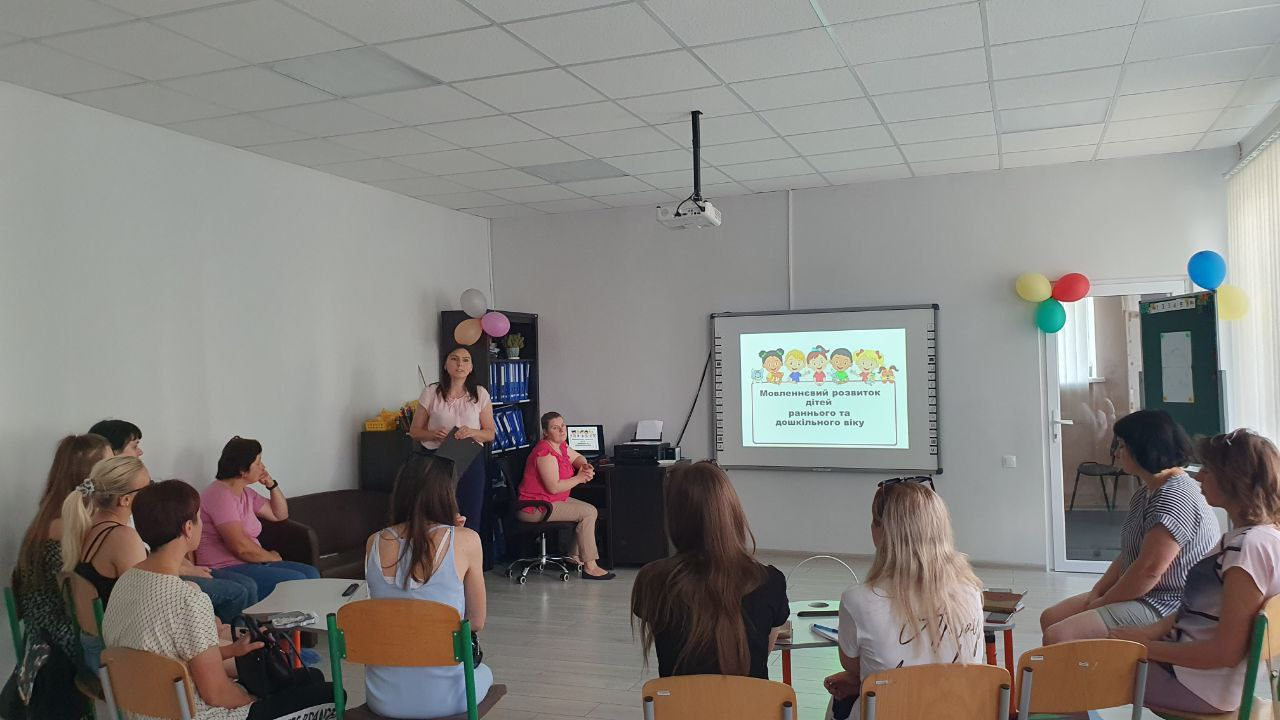 Мовленнєвий розвиток
дітей
раннього та
дошкільного віку